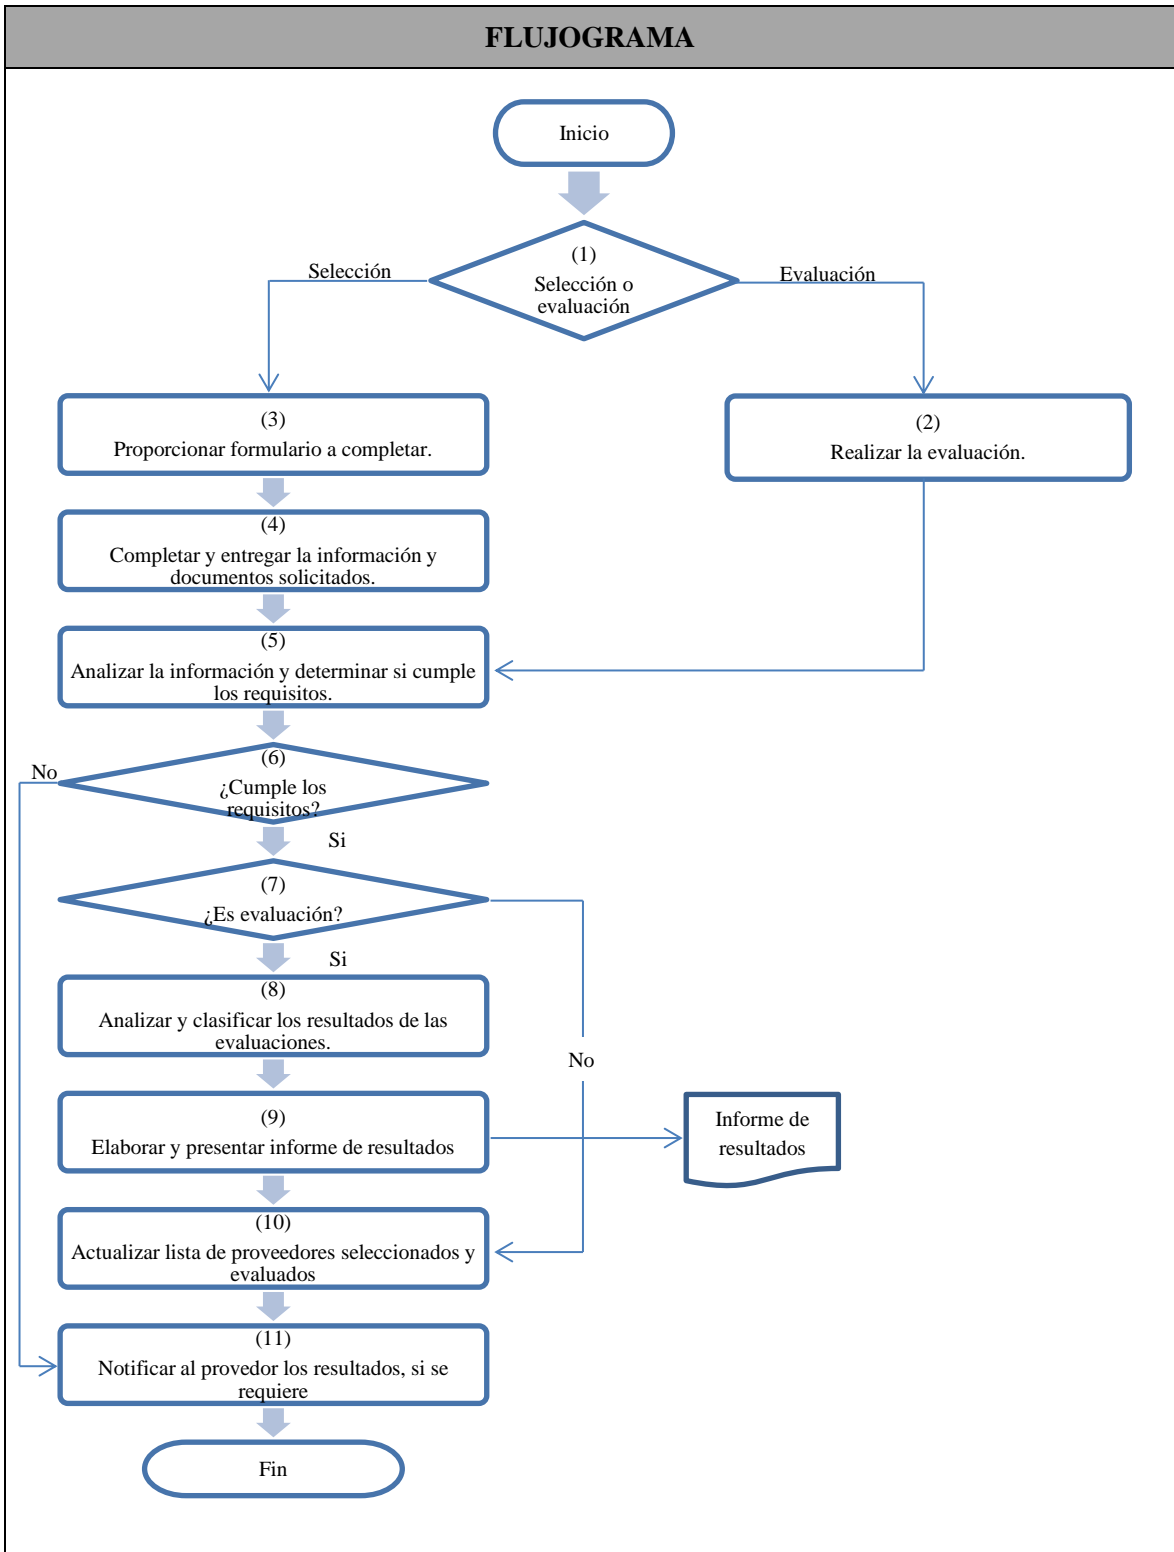 FLUJOGRAMA
Inicio
(1)
Selección o
evaluación
Selección
Evaluación
(3)
Proporcionar formulario a completar.
(2)
Realizar la evaluación.
(4)
Completar y entregar la información y
documentos solicitados.
(5)
Analizar la información y determinar si cumple
los requisitos.
(6)
¿Cumple los
requisitos?
No
Si
(7)
¿Es evaluación?
Si
(8)
Analizar y clasificar los resultados de las
evaluaciones.
No
(9)
Elaborar y presentar informe de resultados
Informe de
resultados
(10)
Actualizar lista de proveedores seleccionados y
evaluados
(11)
Notificar al provedor los resultados, si se
requiere
Fin